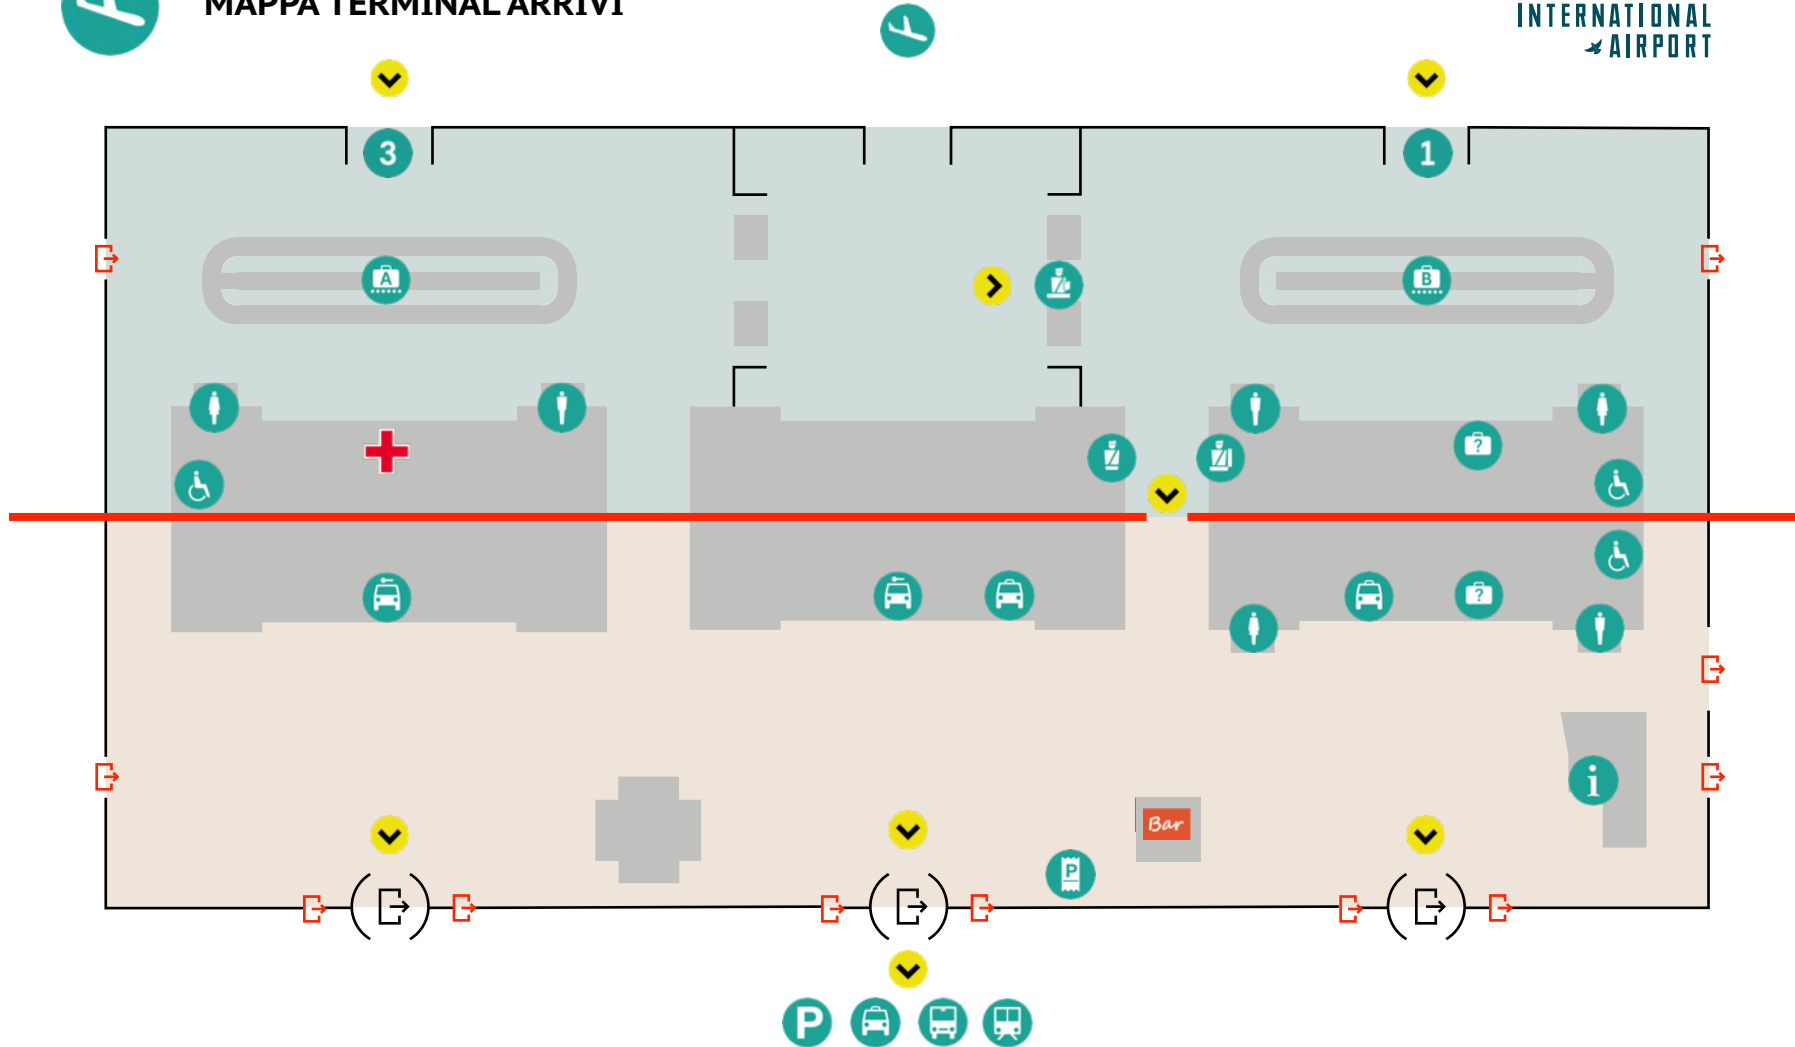 MAPPA TERMINAL ARRIVI
INTERNATIONAL
AIRPORT
3
1
A
B
?
?
i
Bar
P
P